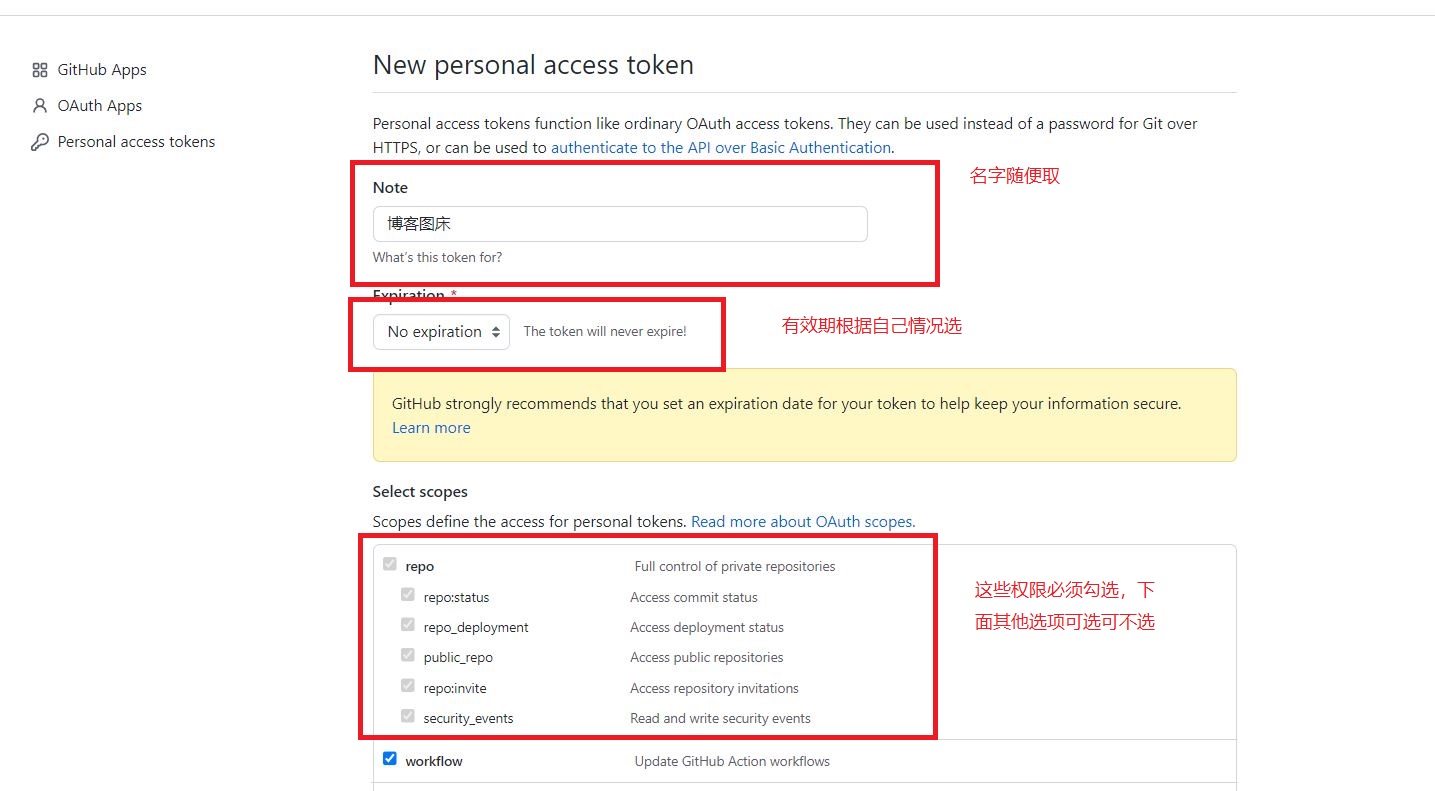 GitHub Apps
OAuth Apps
Personal access tokens
New personal access token
Personal access tokens function like ordinary OAuth access tokens. They can be used instead of a password for Git over
HTTPS, or can be used to authenticate to the API over Basic Authentication.
Note
名字随便取
博客图床
What's this token for?
Expiration *
No expiration
The token will never expire!
有效期根据自己情况选
GitHub strongly recommends that you set an expiration date for your token to help keep your information secure.
Learn more
Select scopes
Scopes define the access for personal tokens. Read more about OAuth scopes.
repo Full control of private repositories
repo:status Access commit status
repo_deployment Access deployment status
public_repo Access public repositories
repo:invite Access repository invitations
security_events Read and write security events
这些权限必须勾选，下
面其他选项可选可不选
workflow Update GitHub Action workflows